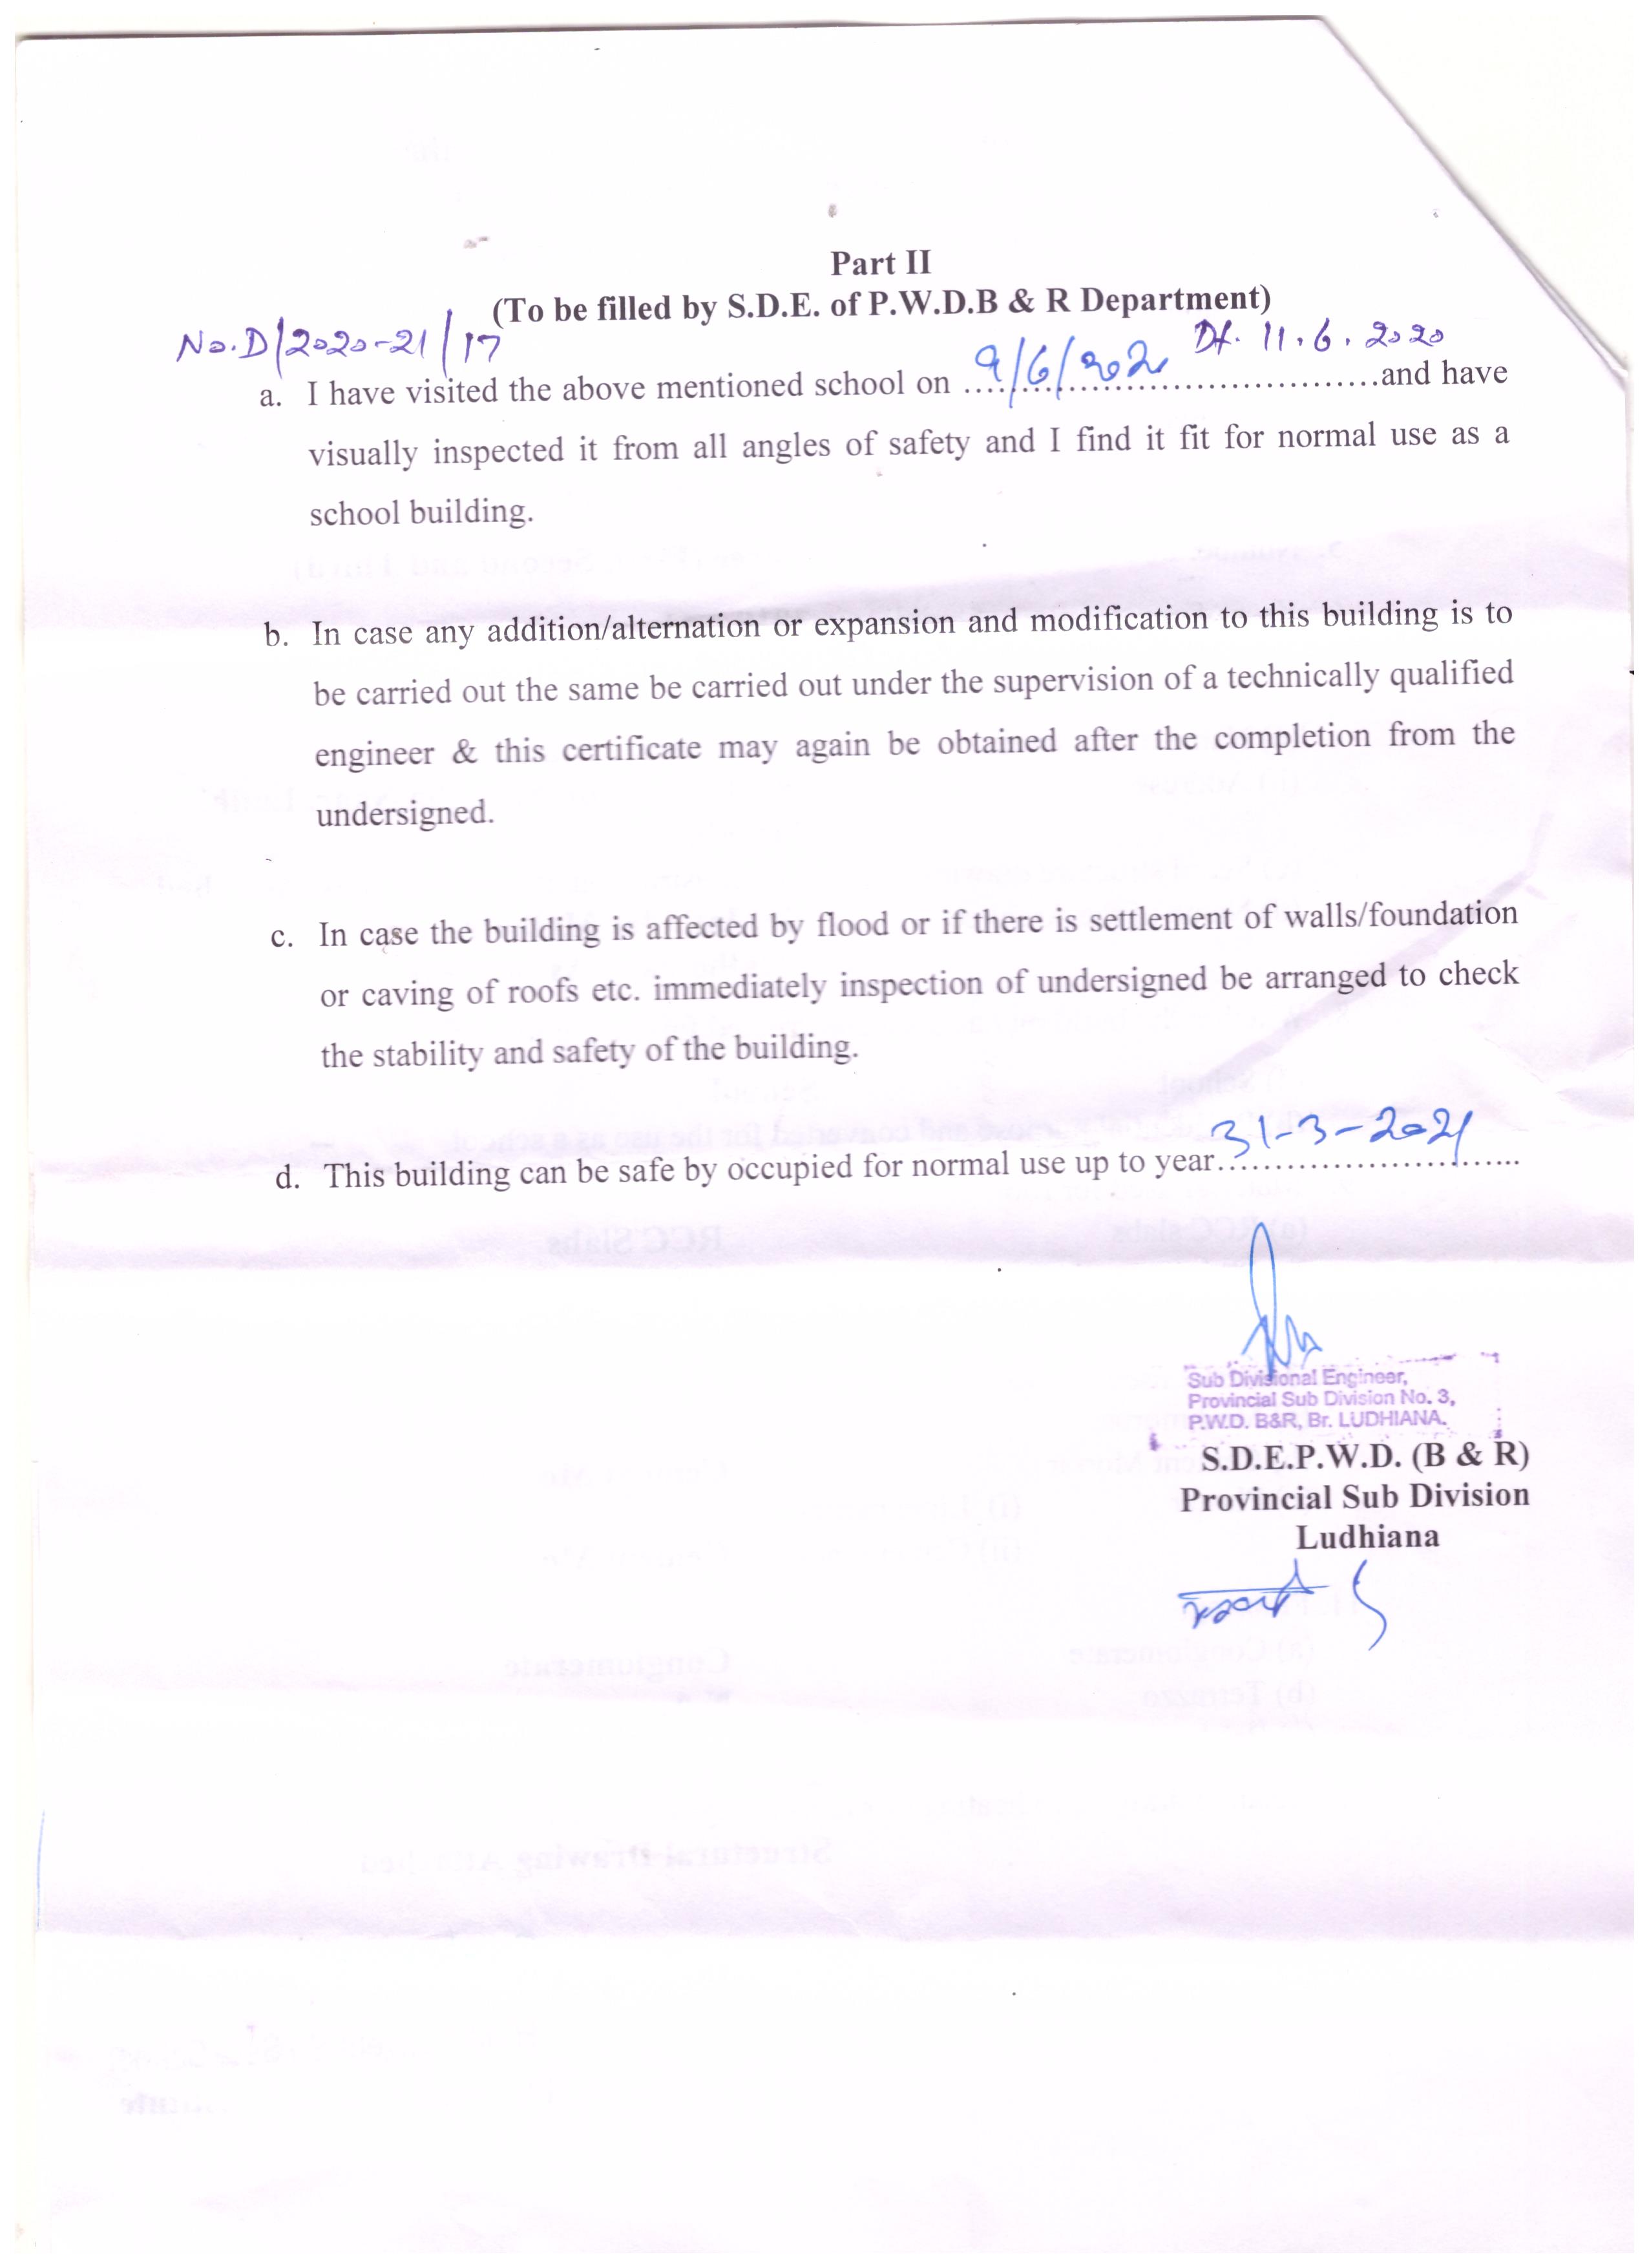 Part II
(To be filled by S.D.E. of P.W.D.B & R Department)
No.D/2020-21/17 Dt. 11.6.2020
a. I have visited the above mentioned school on 9/6/2020 ........................................and have
visually inspected it from all angles of safety and I find it fit for normal use as a
school building.
b. In case any addition/alternation or expansion and modification to this building is to
be carried out the same be carried out under the supervision of a technically qualified
engineer & this certificate may again be obtained after the completion from the
undersigned.
c. In case the building is affected by flood or if there is settlement of walls/foundation
or caving of roofs etc. immediately inspection of undersigned be arranged to check
the stability and safety of the building.
d. This building can be safe by occupied for normal use up to year 31-3-2021
Sub Divisional Engineer,
Provincial Sub Division No. 3,
P.W.D. B&R, Br. LUDHIANA.
S.D.E.P.W.D. (B & R)
Provincial Sub Division
Ludhiana